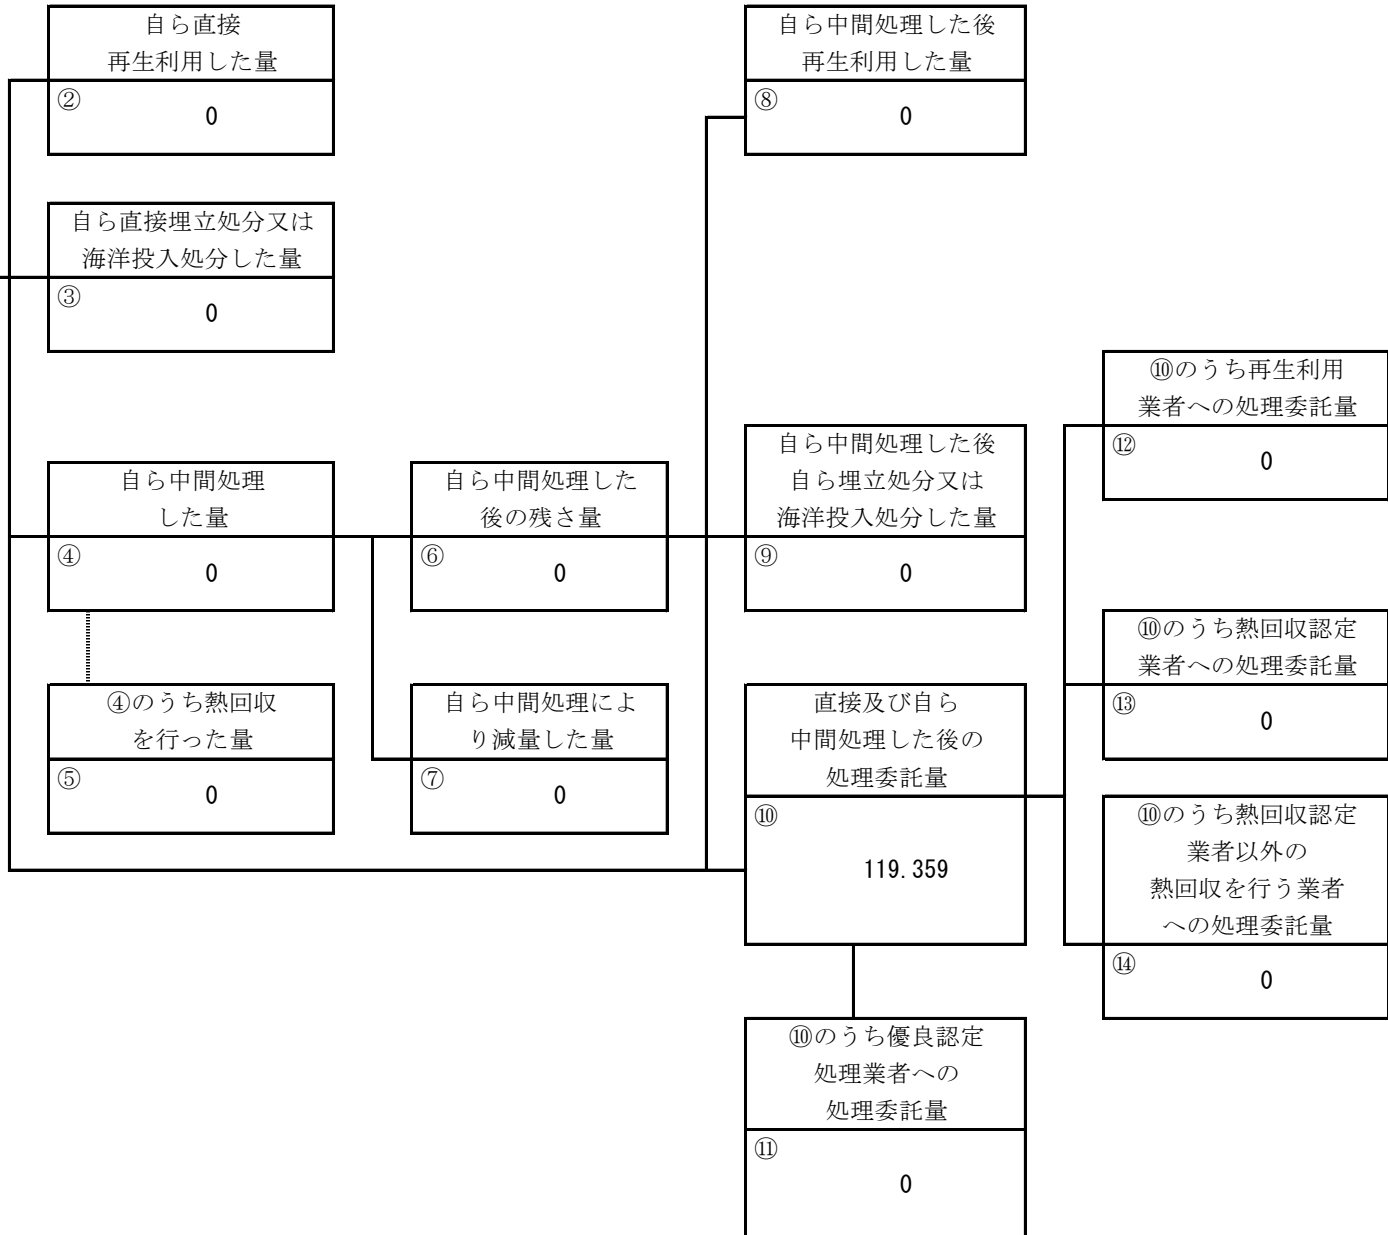 自ら直接
再生利用した量
②
0
自ら中間処理した後
再生利用した量
⑧
0
自ら直接埋立処分又は
海洋投入処分した量
③
0
⑩のうち再生利用
業者への処理委託量
⑫
0
自ら中間処理
した量
④
0
自ら中間処理した
後の残さ量
⑥
0
自ら中間処理した後
自ら埋立処分又は
海洋投入処分した量
⑨
0
⑩のうち熱回収認定
業者への処理委託量
⑬
0
④のうち熱回収
を行った量
⑤
0
自ら中間処理によ
り減量した量
⑦
0
直接及び自ら
中間処理した後の
処理委託量
⑩
119.359
⑩のうち熱回収認定
業者以外の
熱回収を行う業者
への処理委託量
⑭
0
⑩のうち優良認定
処理業者への
処理委託量
⑪
0